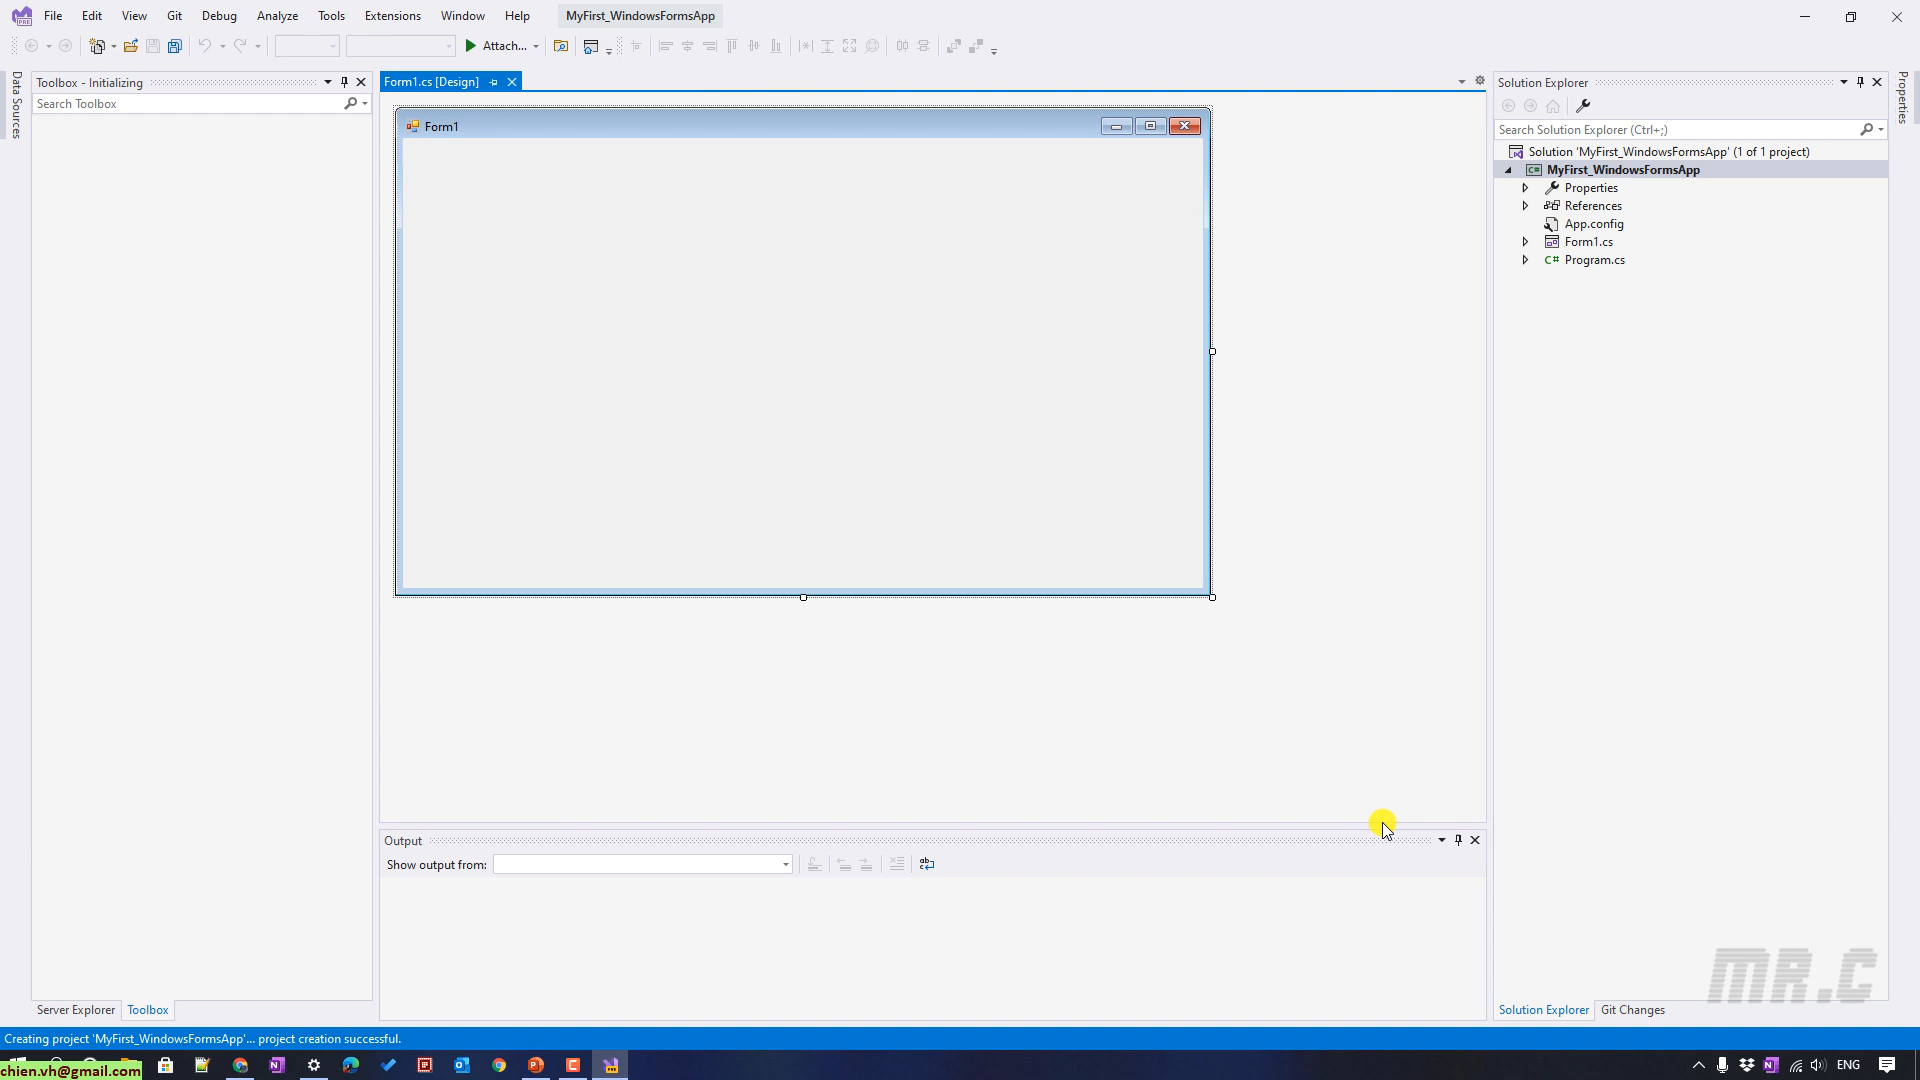 File Edit View Git Debug Analyze Tools Extensions Window Help MyFirst_WindowsFormsApp
Attach...
Data Sources
Toolbox - Initializing
Search Toolbox
Form1.cs [Design]
Form1
Solution Explorer
Search Solution Explorer (Ctrl+;)
Solution 'MyFirst_WindowsFormsApp' (1 of 1 project)
C# MyFirst_WindowsFormsApp
Properties
References
App.config
Form1.cs
C# Program.cs
Properties
Output
Show output from:
MR.C
Server Explorer Toolbox
Solution Explorer Git Changes
Creating project 'MyFirst_WindowsFormsApp'... project creation successful.
chien.vh@gmail.com
ENG